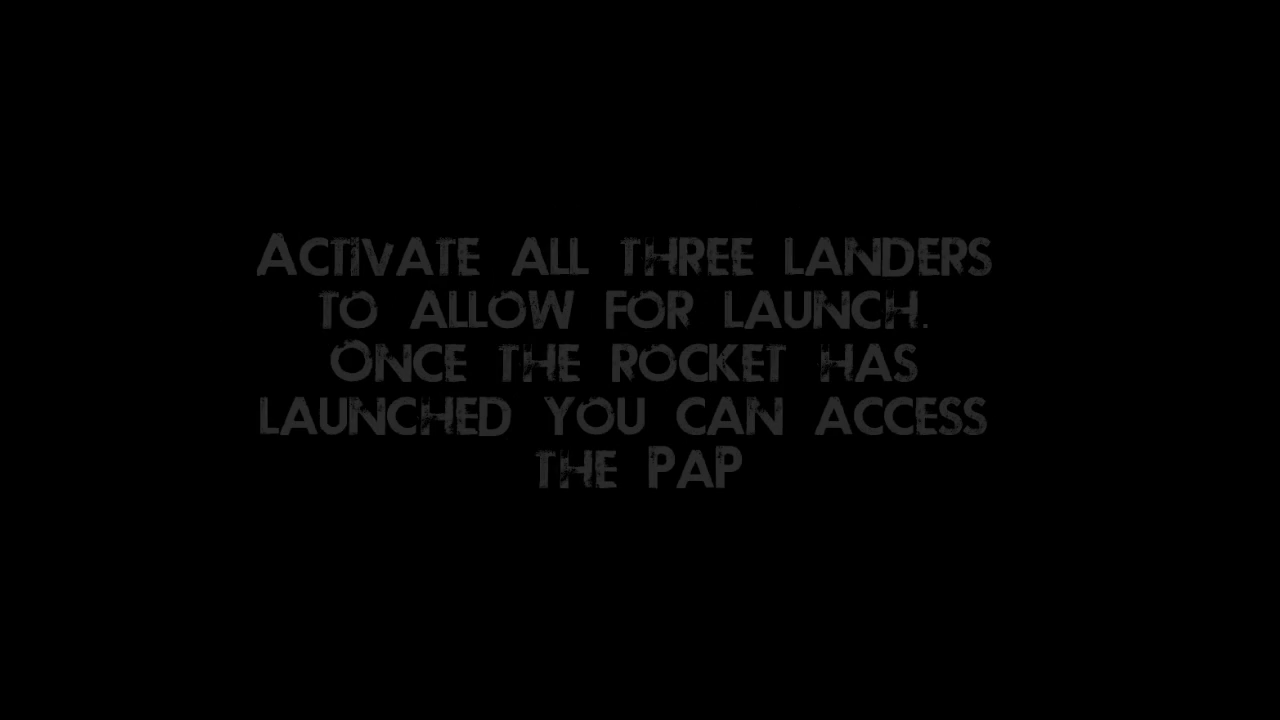 Activate all three landers
to allow for launch.
Once the rocket has
launched you can access
the PaP